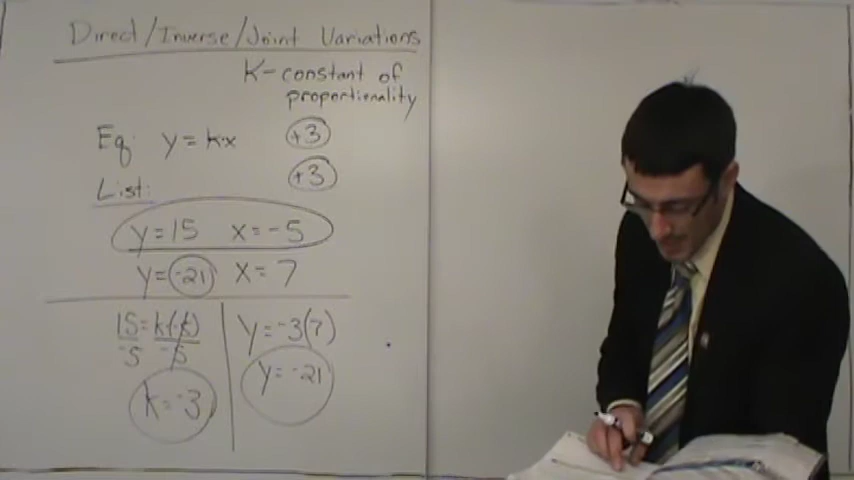 Direct/Inverse/Joint Variations
K-constant of
proportionality
Eq: y=k·x +3
List: +3
y=15 x=-5
y=-21 x=7
15=k(-5) y=-3(7)
-5 -5 y=-21
k=-3